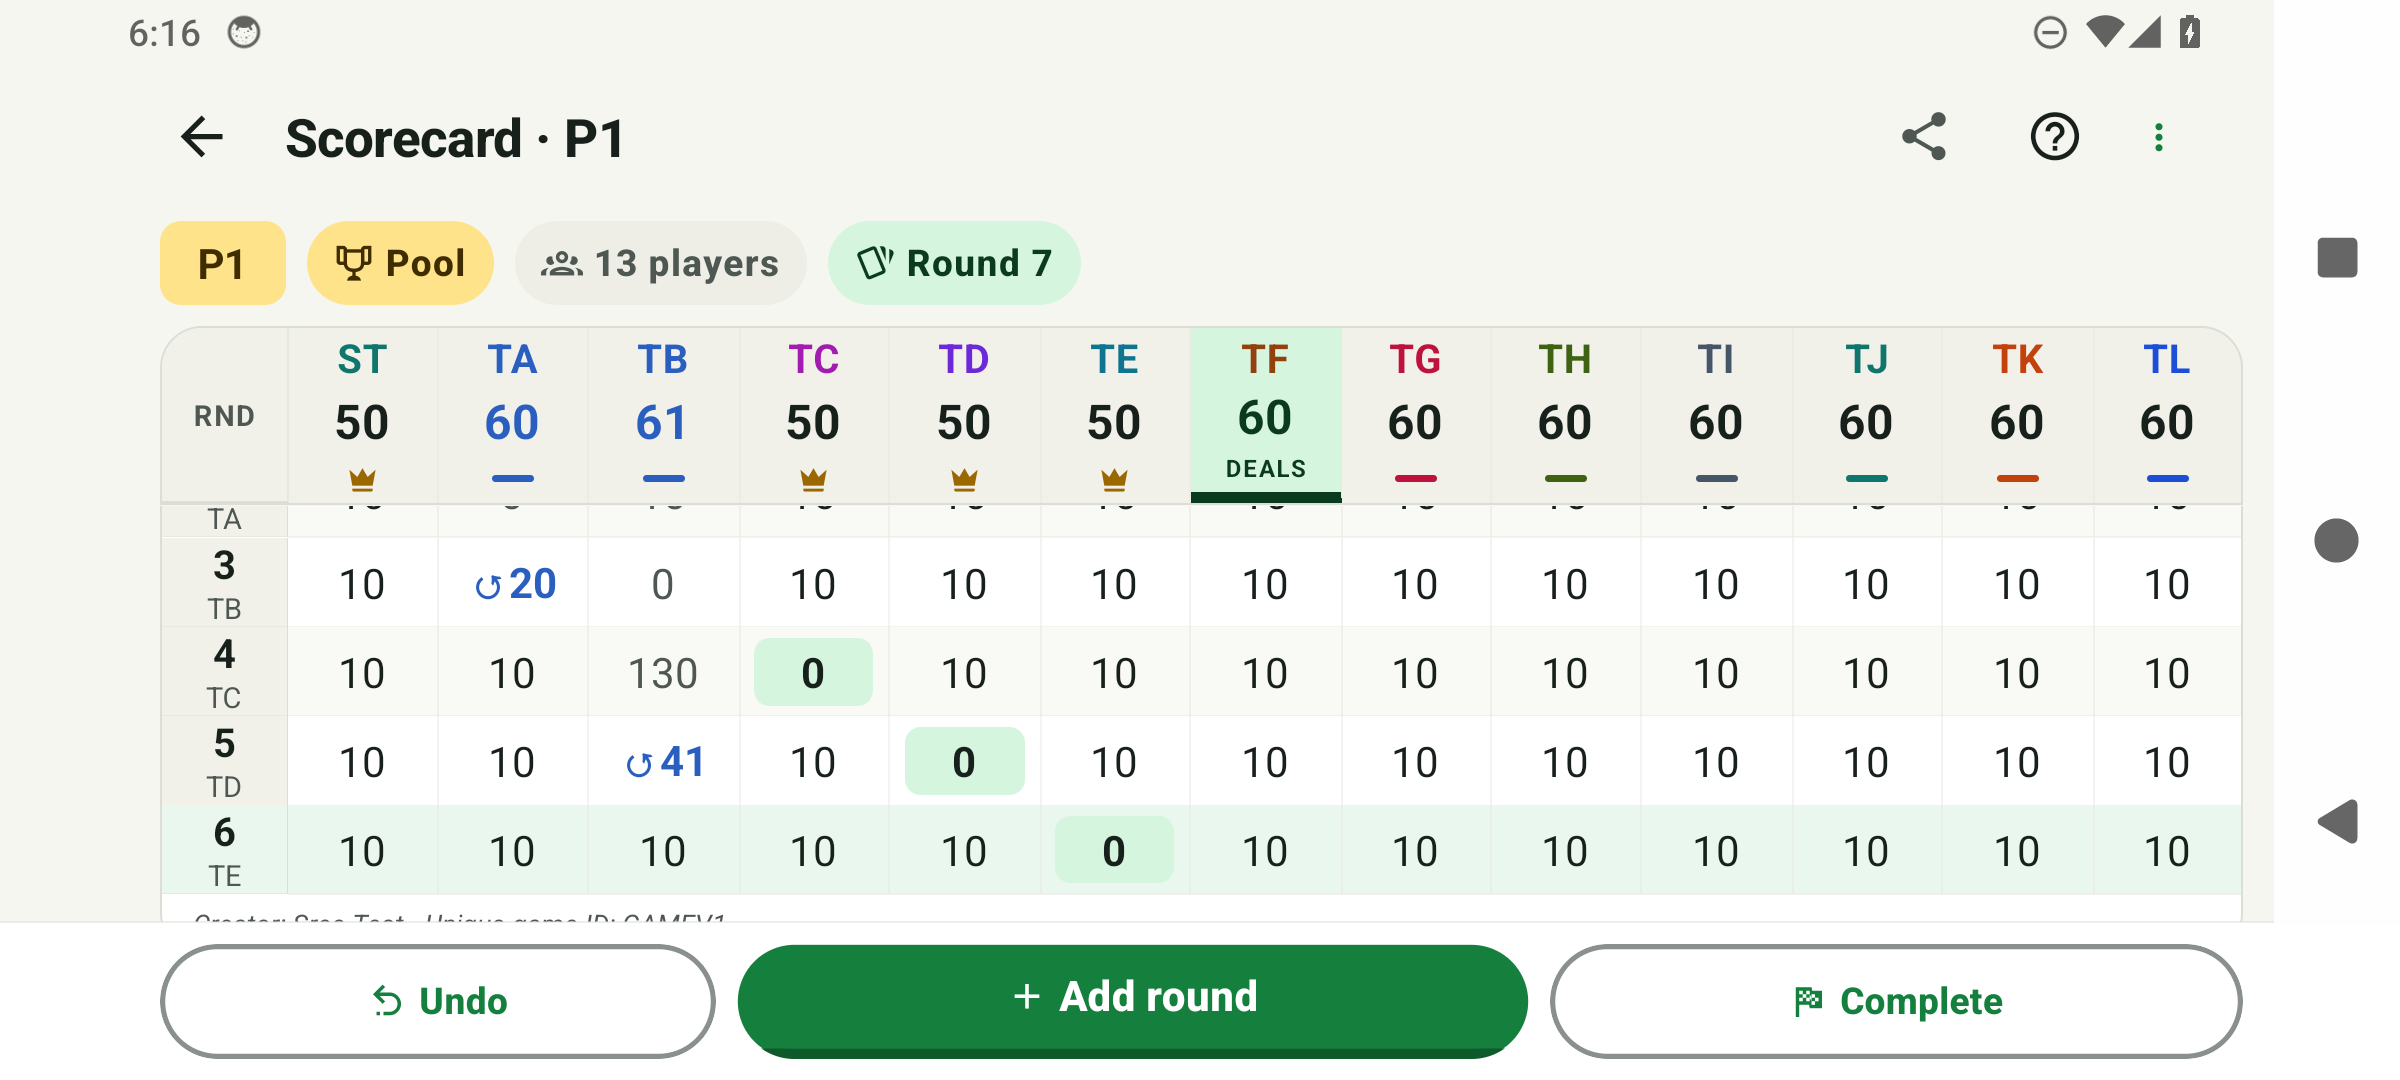 6:16
Scorecard · P1
P1 Pool 13 players Round 7
RND ST TA TB TC TD TE TF TG TH TI TJ TK TL
50 60 61 50 50 50 60 60 60 60 60 60 60
DEALS
TA
3 TB 10 20 0 10 10 10 10 10 10 10 10 10 10
4 TC 10 10 130 0 10 10 10 10 10 10 10 10 10
5 TD 10 10 41 10 0 10 10 10 10 10 10 10 10
6 TE 10 10 10 10 10 0 10 10 10 10 10 10 10
Undo + Add round Complete